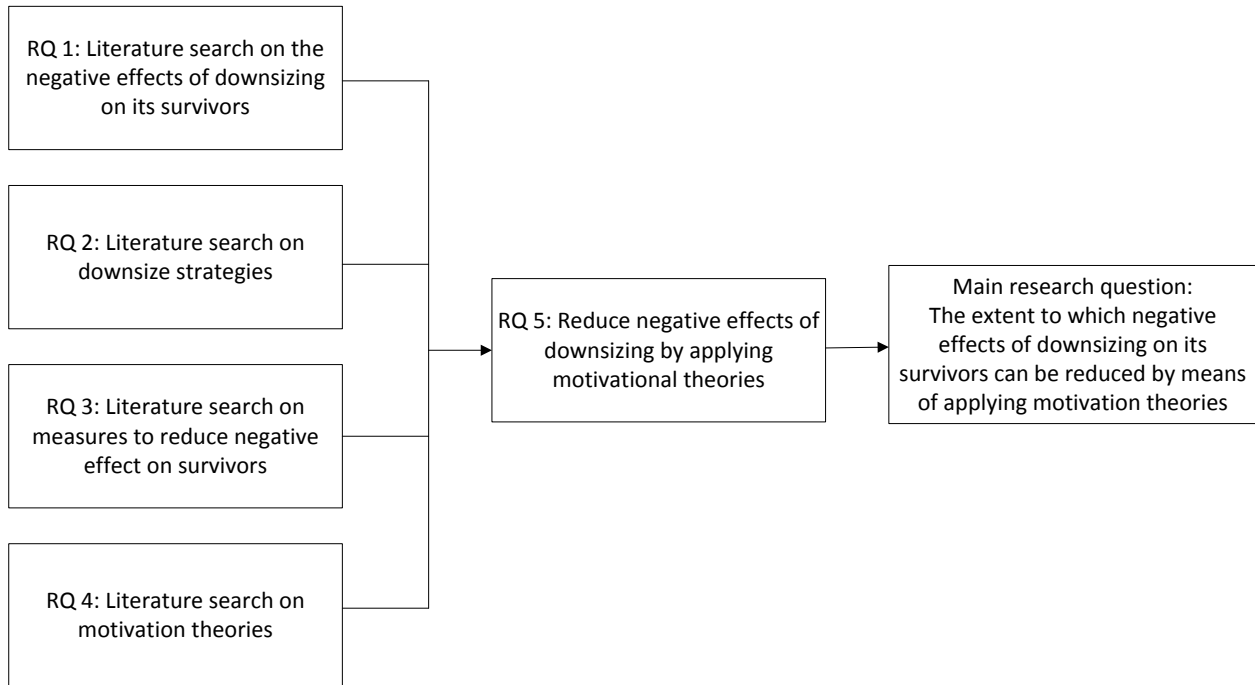 RQ 1: Literature search on the
negative effects of downsizing
on its survivors
RQ 2: Literature search on
downsize strategies
RQ 3: Literature search on
measures to reduce negative
effect on survivors
RQ 4: Literature search on
motivation theories
RQ 5: Reduce negative effects of
downsizing by applying
motivational theories
Main research question:
The extent to which negative
effects of downsizing on its
survivors can be reduced by means
of applying motivation theories